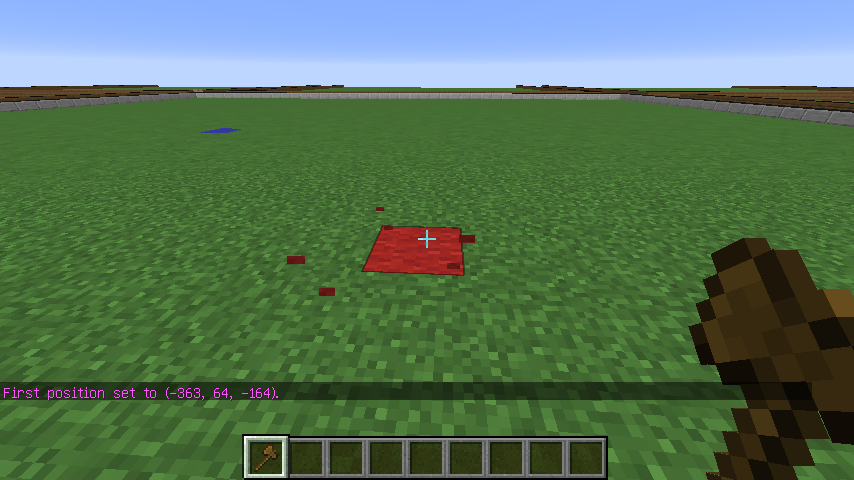 First position set to (-363, 64, -164).